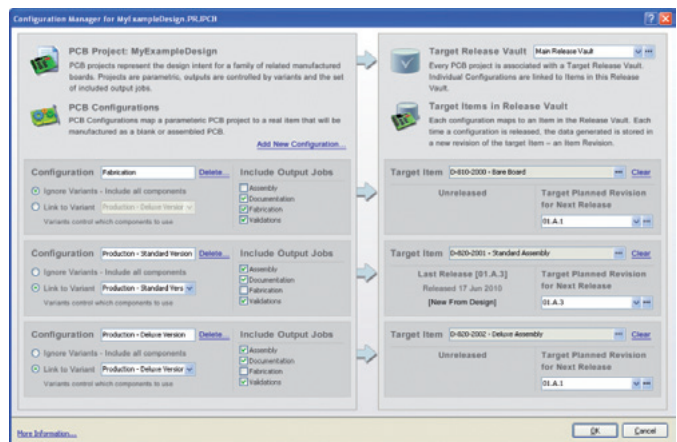 Configuration Manager for MyExampleDesign.PRJPCB
PCB Project: MyExampleDesign
PCB projects represent the design intent for a family of related manufactured
boards. Projects are parametric, outputs are controlled by variants and the set
of included output jobs.
PCB Configurations
PCB Configurations map a parameteric PCB project to a real item that will be
manufactured as a blank or assembled PCB.
Add New Configuration...
Target Release Vault Main Release Vault
Every PCB project is associated with a Target Release Vault.
Individual Configurations are linked to Items in this Release
Vault.
Target Items in Release Vault
Each configuration maps to an Item in the Release Vault. Each
time a configuration is released, the data generated is stored in
a new revision of the target item - an Item Revision.
Configuration Fabrication Delete... Include Output Jobs
Ignore Variants - Include all components
Link to Variant Production - Deluxe Version
Variants control which components to use
Assembly
Documentation
Fabrication
Validations
Target Item D-810-2000 - Bare Board Clear
Unreleased
Target Planned Revision
for Next Release
01.A.1
Configuration Production - Standard Version Delete... Include Output Jobs
Ignore Variants - Include all components
Link to Variant Production - Standard Vers
Variants control which components to use
Assembly
Documentation
Fabrication
Validations
Target Item D-820-2001 - Standard Assembly Clear
Last Release [01.A.3]
Released 17 Jun 2010
[New From Design]
Target Planned Revision
for Next Release
01.A.3
Configuration Production - Deluxe Version Delete... Include Output Jobs
Ignore Variants - Include all components
Link to Variant Production - Deluxe Version
Variants control which components to use
Assembly
Documentation
Fabrication
Validations
Target Item D-820-2002 - Deluxe Assembly Clear
Unreleased
Target Planned Revision
for Next Release
01.A.1
More Information...
OK
Cancel